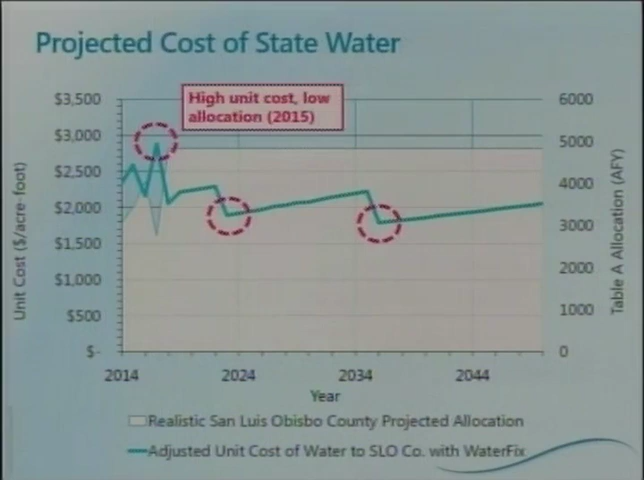 Projected Cost of State Water
High unit cost, low
allocation (2015)
Unit Cost ($/acre-foot)
$3,500
$3,000
$2,500
$2,000
$1,500
$1,000
$500
$-
6000
5000
4000
3000
2000
1000
0
Table A Allocation (AFY)
2014
2024
2034
2044
Year
Realistic San Luis Obisbo County Projected Allocation
Adjusted Unit Cost of Water to SLO Co. with WaterFix